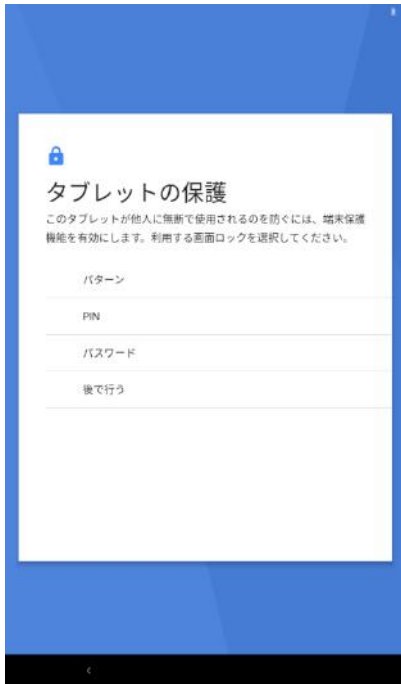 タブレットの保護
このタブレットが他人に無断で使用されるのを防ぐには、端末保護
機能を有効にします。利用する画面ロックを選択してください。
パターン
PIN
パスワード
後で行う